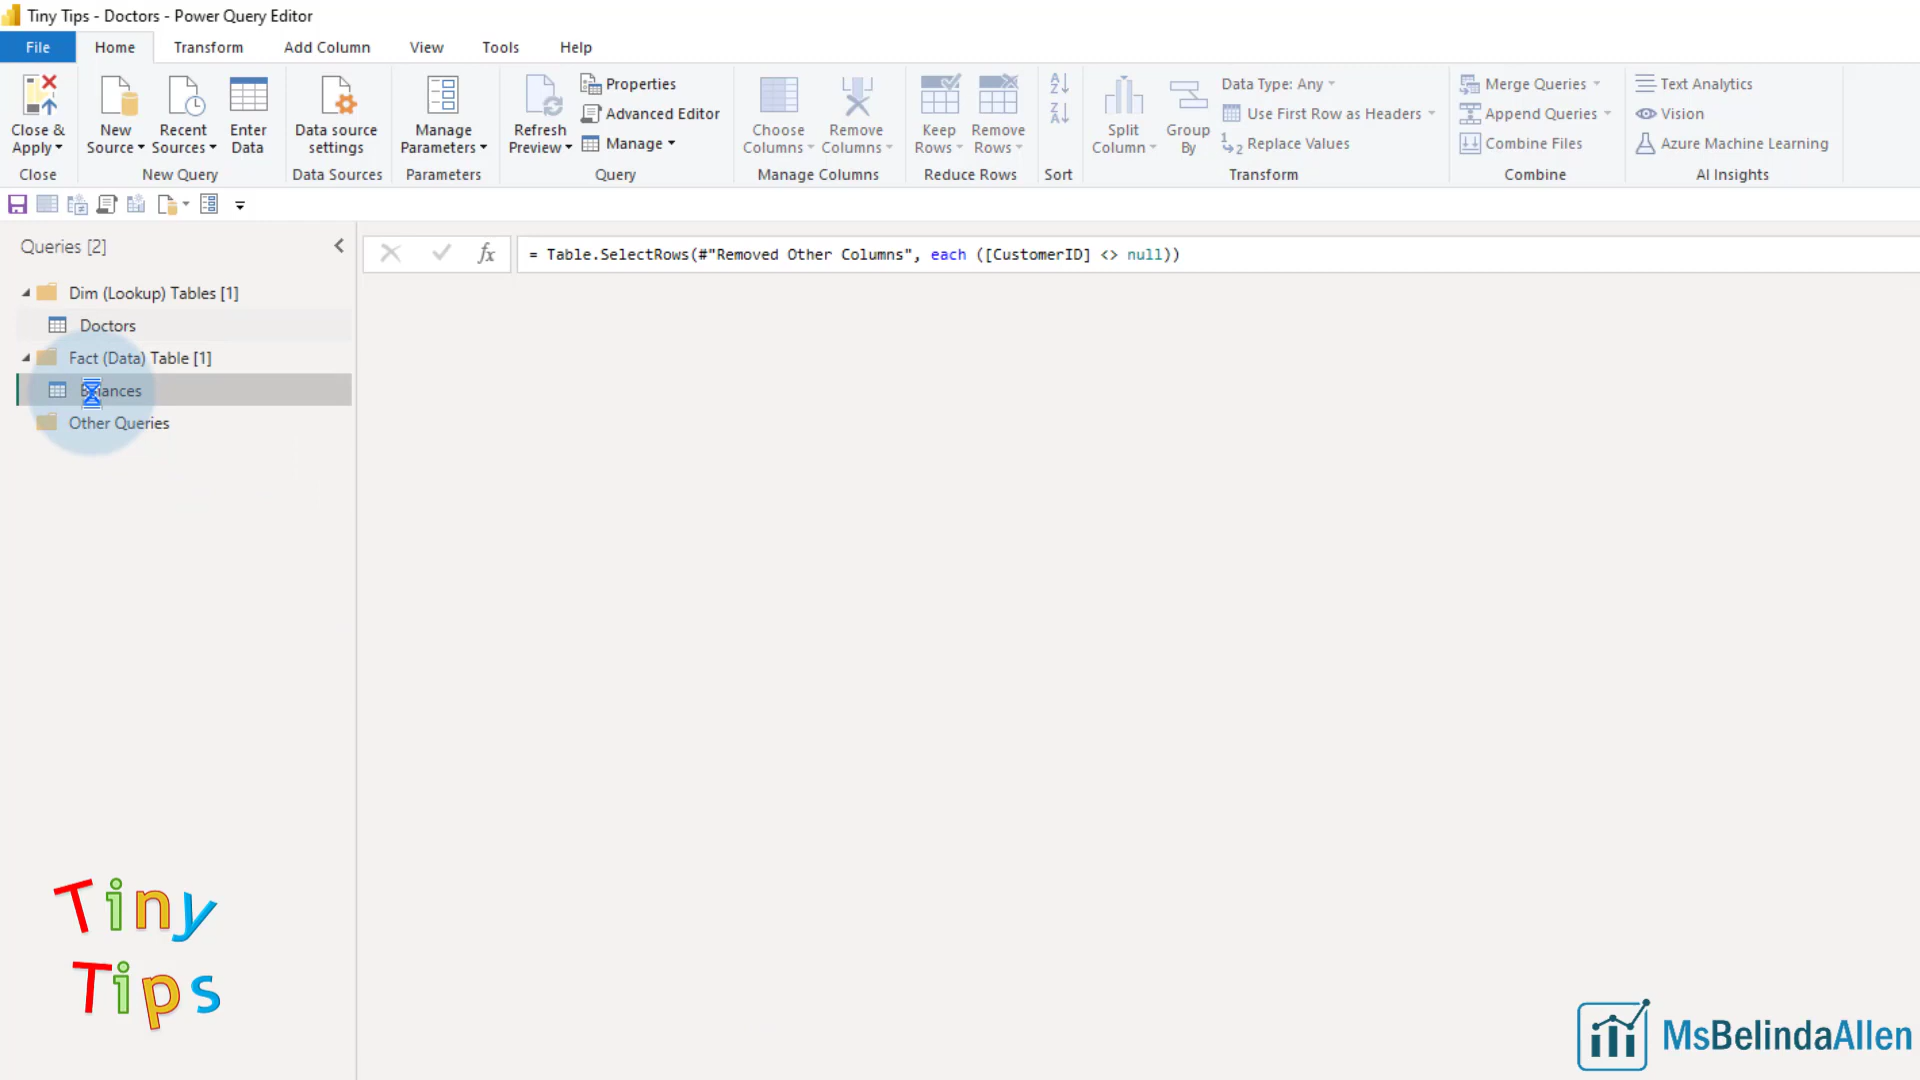 Tiny Tips - Doctors - Power Query Editor
File Home Transform Add Column View Tools Help
Close & Apply
New Source
Recent Sources
Enter Data
Data source settings
Manage Parameters
Refresh Preview
Properties
Advanced Editor
Manage
Choose Columns
Remove Columns
Keep Rows
Remove Rows
Split Column
Group By
Data Type: Any
Use First Row as Headers
Replace Values
Merge Queries
Append Queries
Combine Files
Text Analytics
Vision
Azure Machine Learning
Close New Query Data Sources Parameters Query Manage Columns Reduce Rows Sort Transform Combine AI Insights
Queries [2]
= Table.SelectRows(#"Removed Other Columns", each ([CustomerID] <> null))
Dim (Lookup) Tables [1]
Doctors
Fact (Data) Table [1]
Balances
Other Queries
Tiny
Tips
MsBelindaAllen